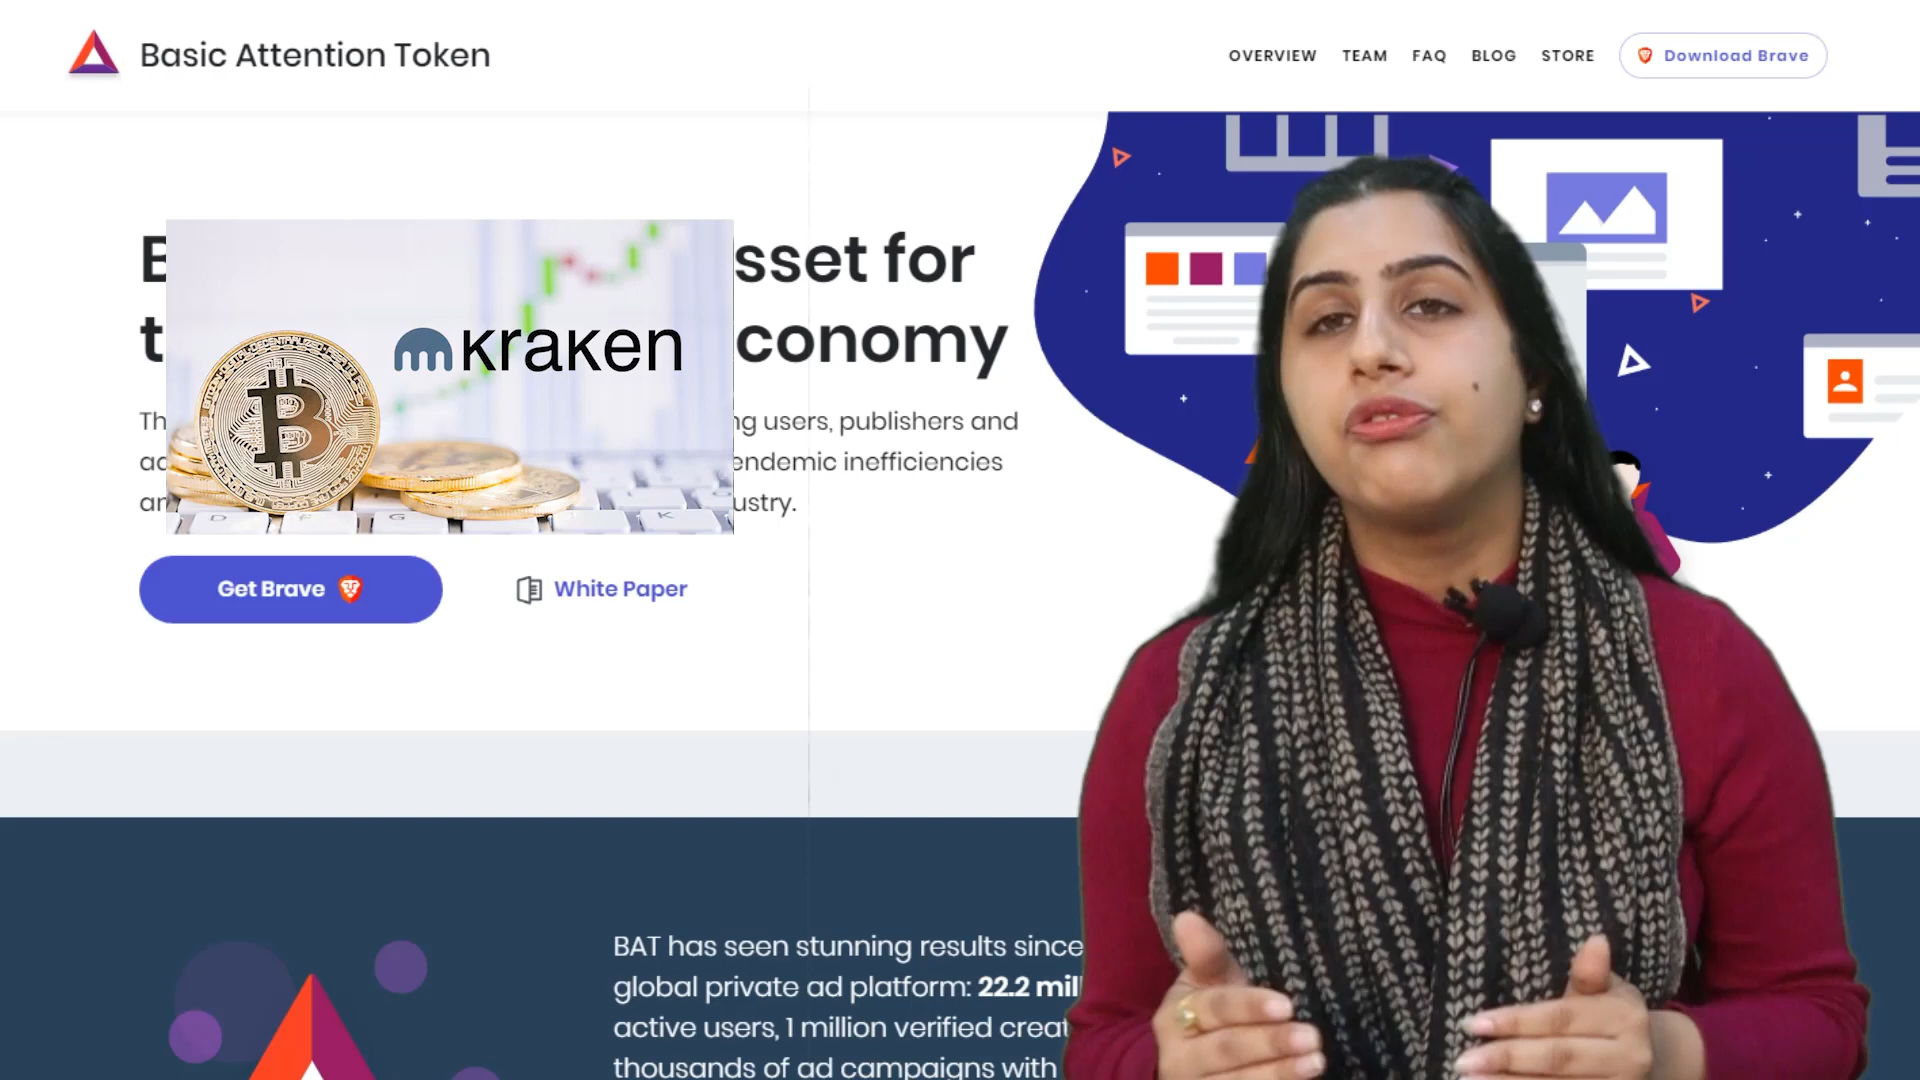 Basic Attention Token
OVERVIEW TEAM FAQ BLOG STORE Download Brave
sset for
conomy
kraken
Th
ng users, publishers and
endemic inefficiencies
an
ustry.
D F G K
Get Brave
White Paper
BAT has seen stunning results since
global private ad platform: 22.2 mil
active users, 1 million verified creat
thousands of ad campaigns with